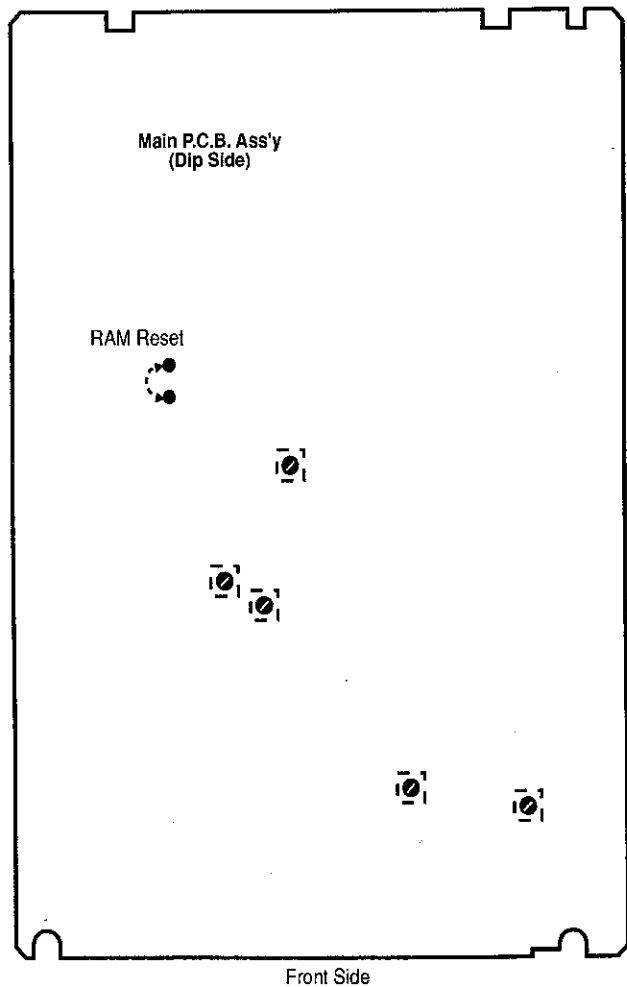 Main P.C.B. Ass'y
(Dip Side)
RAM Reset
Front Side